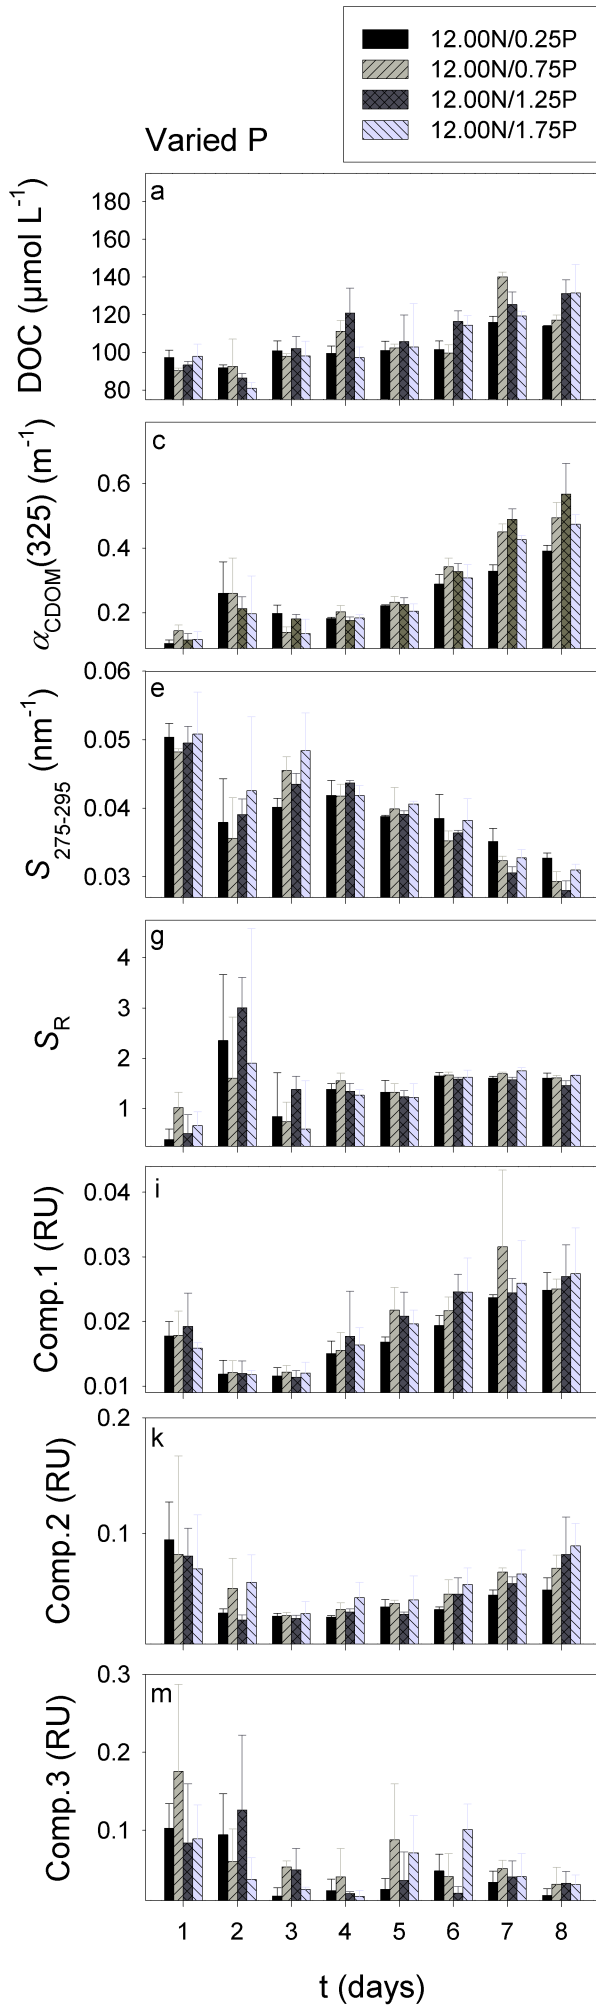 12.00N/0.25P
12.00N/0.75P
12.00N/1.25P
12.00N/1.75P
Varied P
a
DOC (µmol L⁻¹)
180
160
140
120
100
80
c
α_CDOM(325) (m⁻¹)
0.6
0.4
0.2
e
S₂₇₅₋₂₉₅ (nm⁻¹)
0.06
0.05
0.04
0.03
g
S_R
4
3
2
1
i
Comp.1 (RU)
0.04
0.03
0.02
0.01
k
Comp.2 (RU)
0.2
0.1
m
Comp.3 (RU)
0.3
0.2
0.1
1 2 3 4 5 6 7 8
t (days)